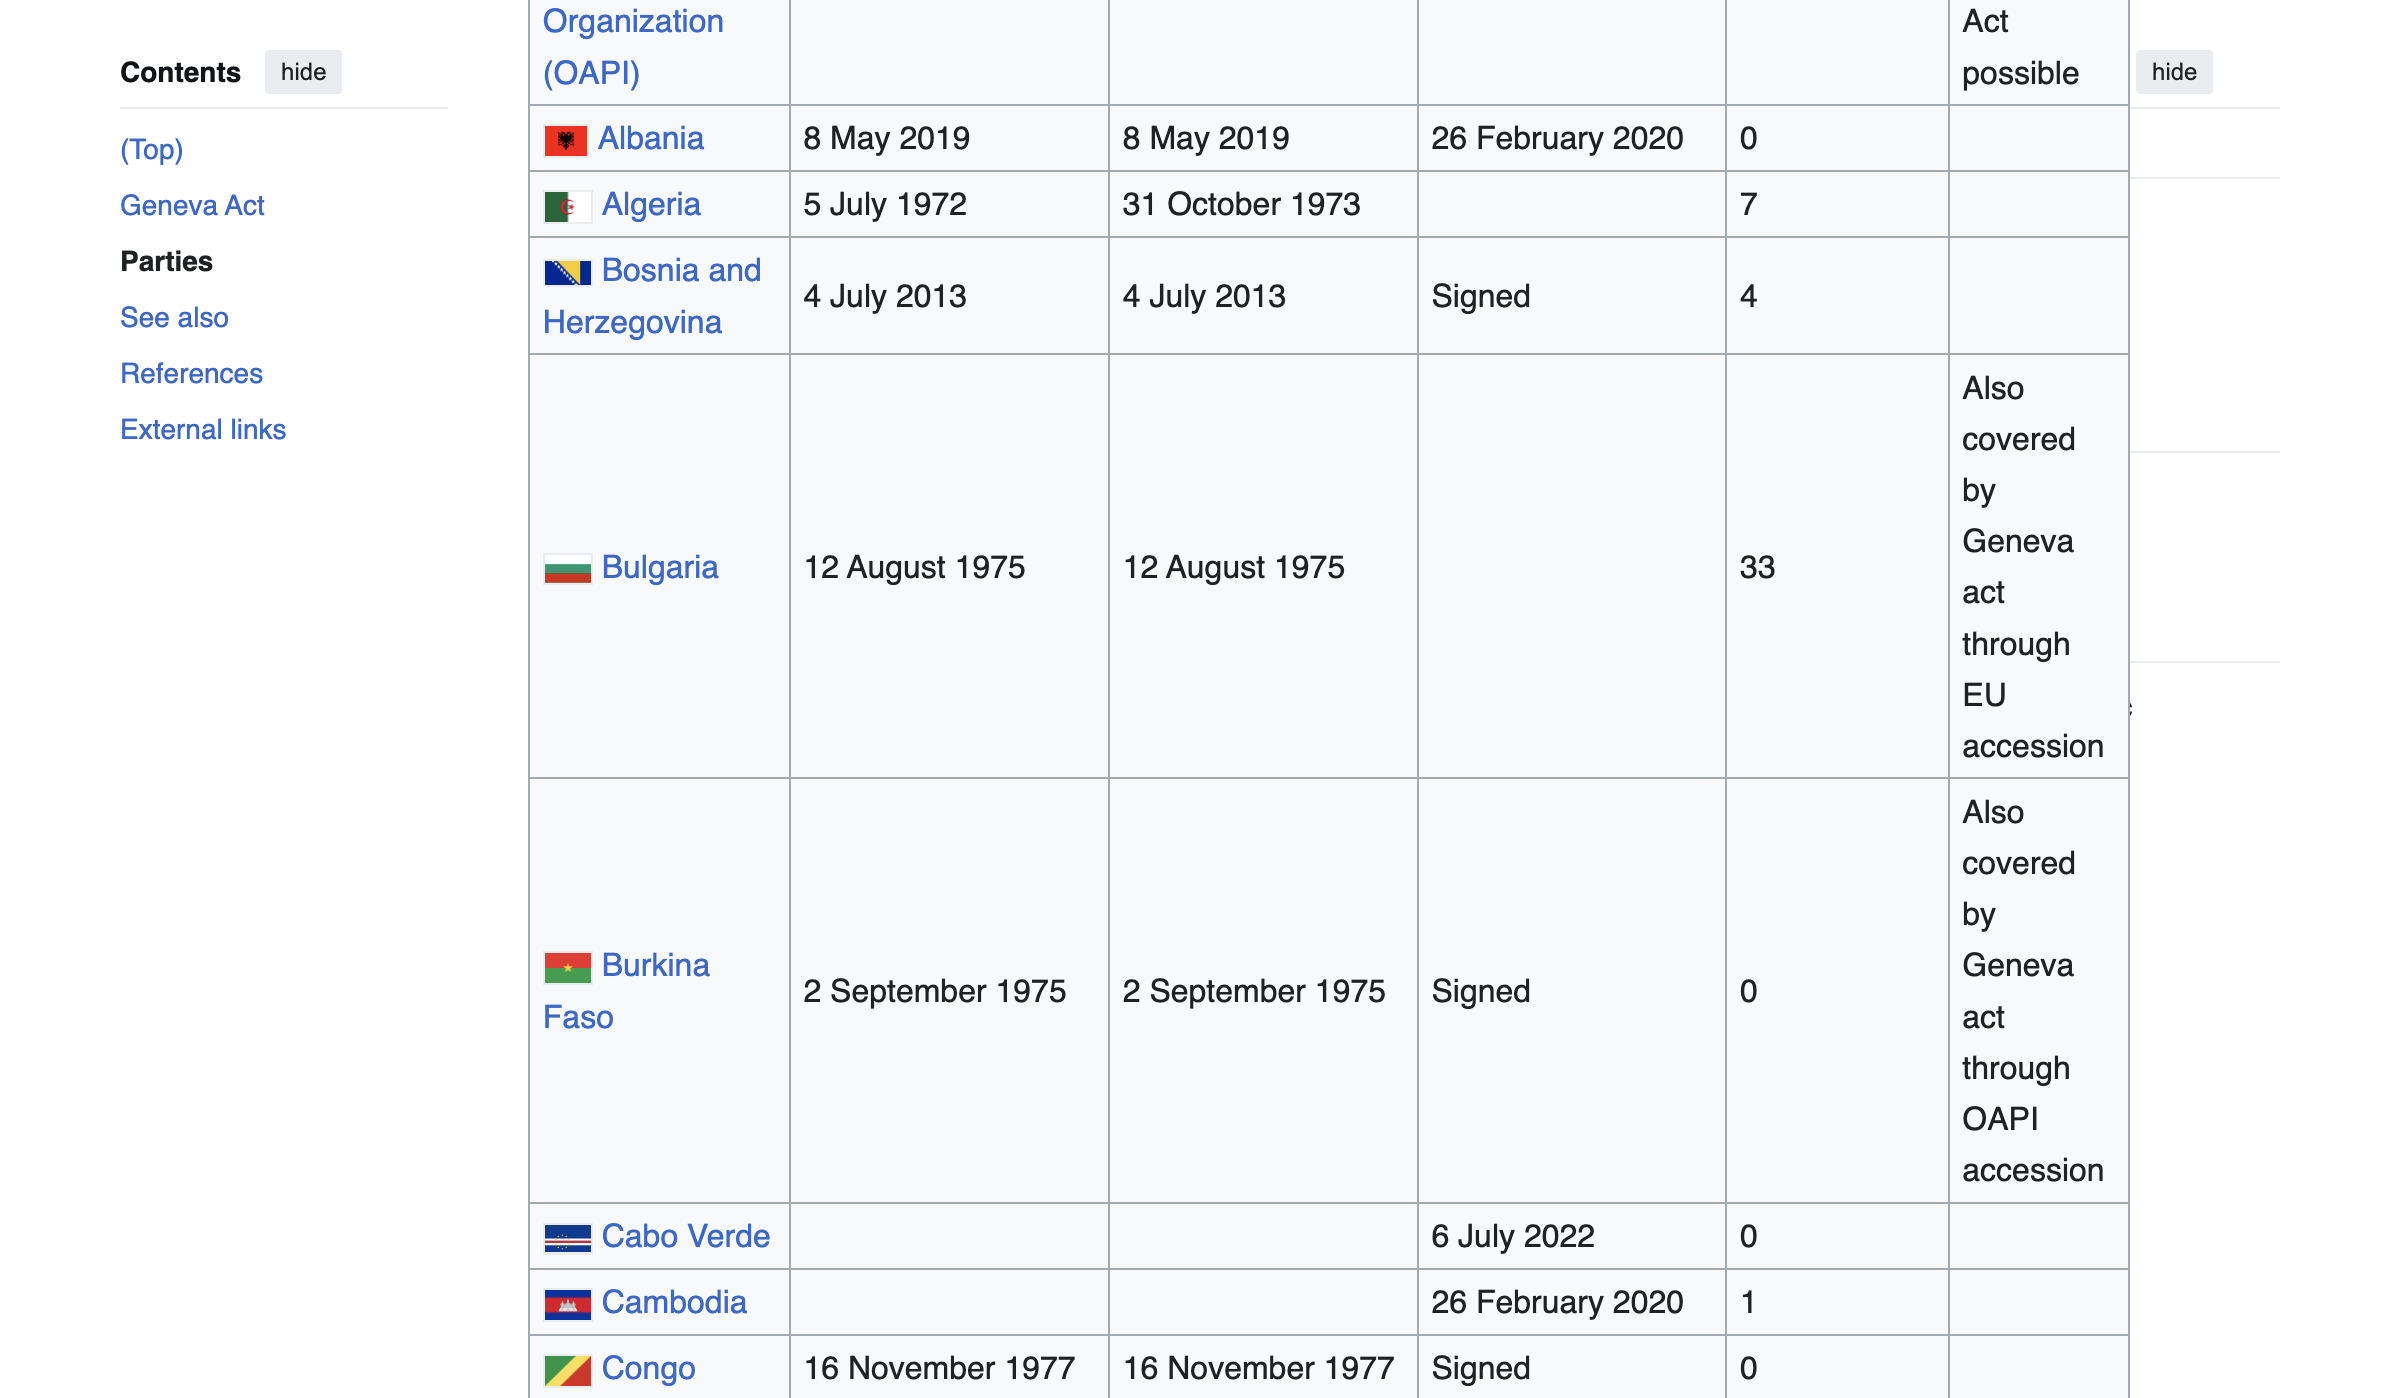 Contents hide
(Top)
Geneva Act
Parties
See also
References
External links
Organization
(OAPI)
Act
possible
Albania 8 May 2019 8 May 2019 26 February 2020 0
Algeria 5 July 1972 31 October 1973 7
Bosnia and
Herzegovina
4 July 2013 4 July 2013 Signed 4
Bulgaria 12 August 1975 12 August 1975 33
Also
covered
by
Geneva
act
through
EU
accession
Burkina
Faso
2 September 1975 2 September 1975 Signed 0
Also
covered
by
Geneva
act
through
OAPI
accession
Cabo Verde 6 July 2022 0
Cambodia 26 February 2020 1
Congo 16 November 1977 16 November 1977 Signed 0
hide